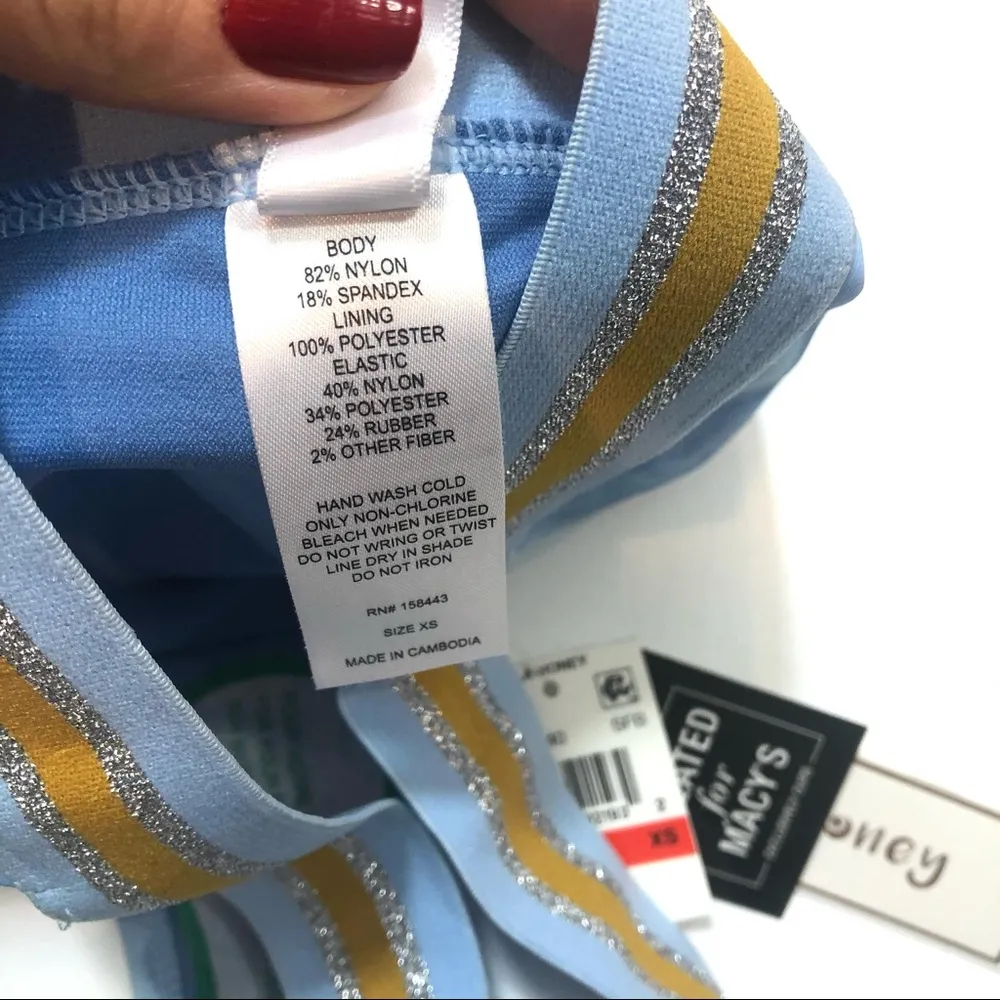 BODY
82% NYLON
18% SPANDEX
LINING
100% POLYESTER
ELASTIC
40% NYLON
34% POLYESTER
24% RUBBER
2% OTHER FIBER
HAND WASH COLD
ONLY NON-CHLORINE
BLEACH WHEN NEEDED
DO NOT WRING OR TWIST
LINE DRY IN SHADE
DO NOT IRON
RN# 158443
SIZE XS
MADE IN CAMBODIA
XS
ATED
for
MACY'S
oney